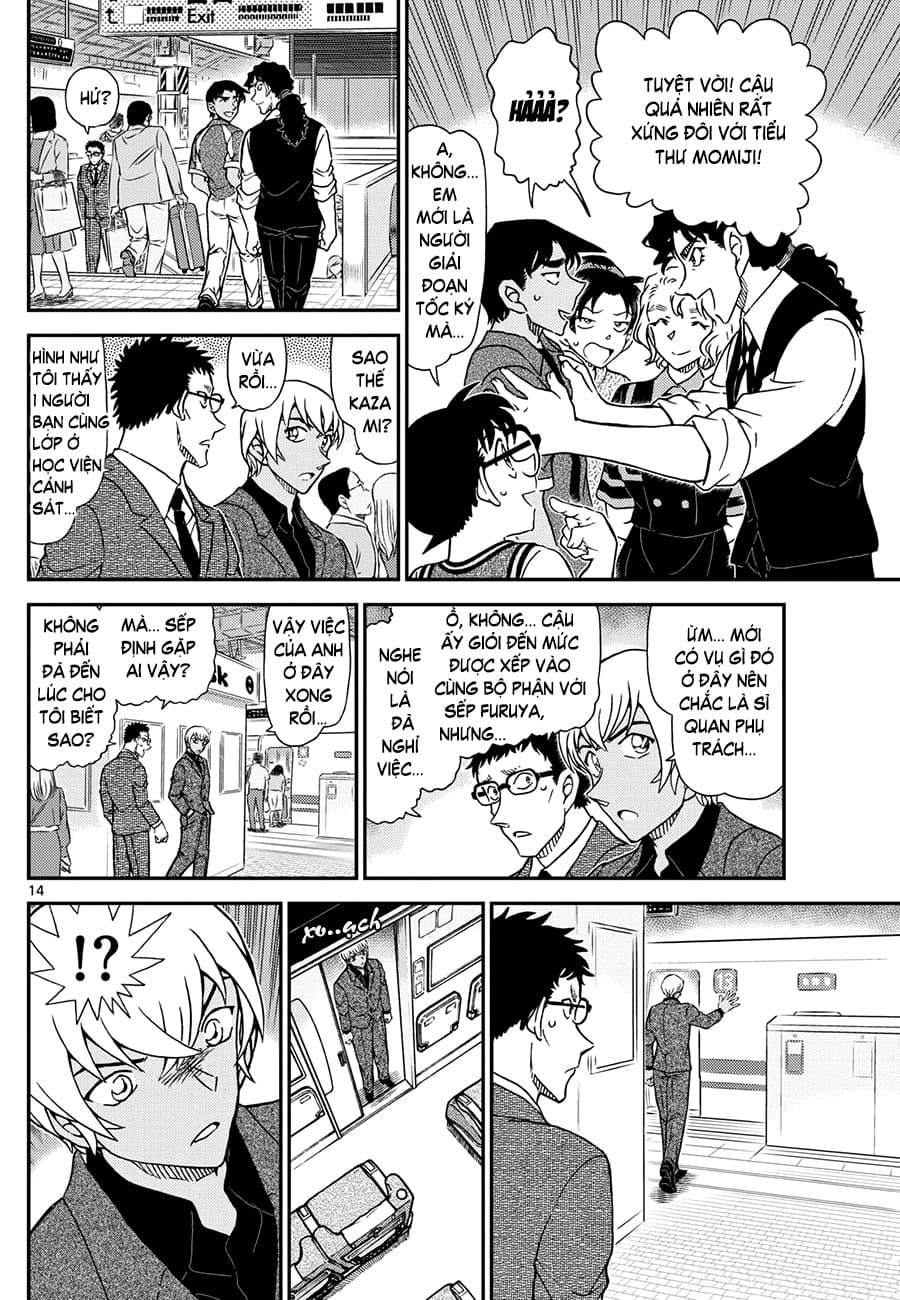 TUYỆT VỜI! CẬU
QUẢ NHIÊN RẤT
XỨNG ĐÔI VỚI TIỂU
THƯ MOMIJI!
HẢẢẢ?
A,
KHÔNG...
EM
MỚI LÀ
NGƯỜI
GIẢI
ĐOẠN
TỐC KÝ
MÀ...
t
Exit
HỬ?
SAO
THẾ
KAZA
MI?
VỪA
RỒI...
HÌNH NHƯ
TÔI THẤY
1 NGƯỜI
BẠN CÙNG
LỚP Ở
HỌC VIỆN
CẢNH
SÁT...
ỪM... MỚI
CÓ VỤ GÌ ĐÓ
Ở ĐÂY NÊN
CHẮC LÀ SĨ
QUAN PHỤ
TRÁCH...
Ồ, KHÔNG... CẬU
ẤY GIỎI ĐẾN MỨC
ĐƯỢC XẾP VÀO
CÙNG BỘ PHẬN VỚI
SẾP FURUYA,
NHƯNG...
NGHE
NÓI LÀ
ĐÃ
NGHỈ
VIỆC...
VẬY VIỆC
CỦA ANH
Ở ĐÂY
XONG
RỒI...
MÀ... SẾP
ĐỊNH GẶP
AI VẬY?
KHÔNG
PHẢI
ĐÃ ĐẾN
LÚC CHO
TÔI BIẾT
SAO?
sk
14
13
xo..ạch
!?